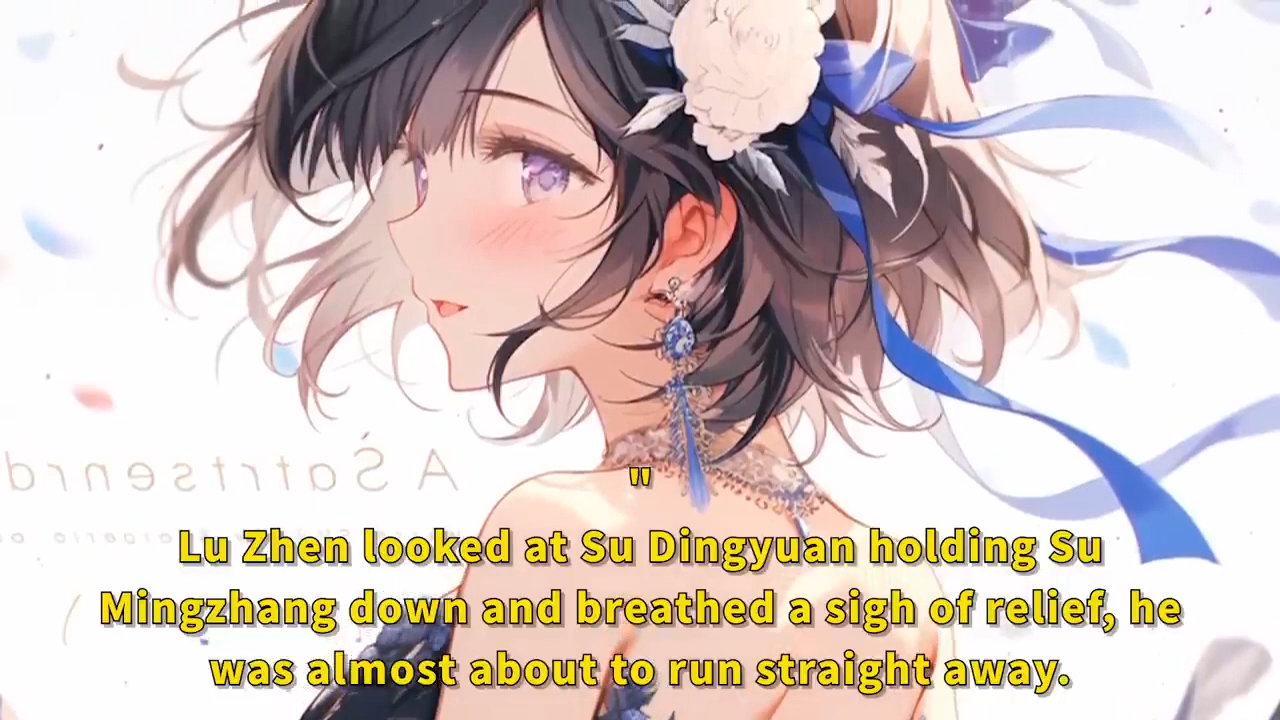 A Satrtsenrd
"
Lu Zhen looked at Su Dingyuan holding Su
Mingzhang down and breathed a sigh of relief, he
was almost about to run straight away.